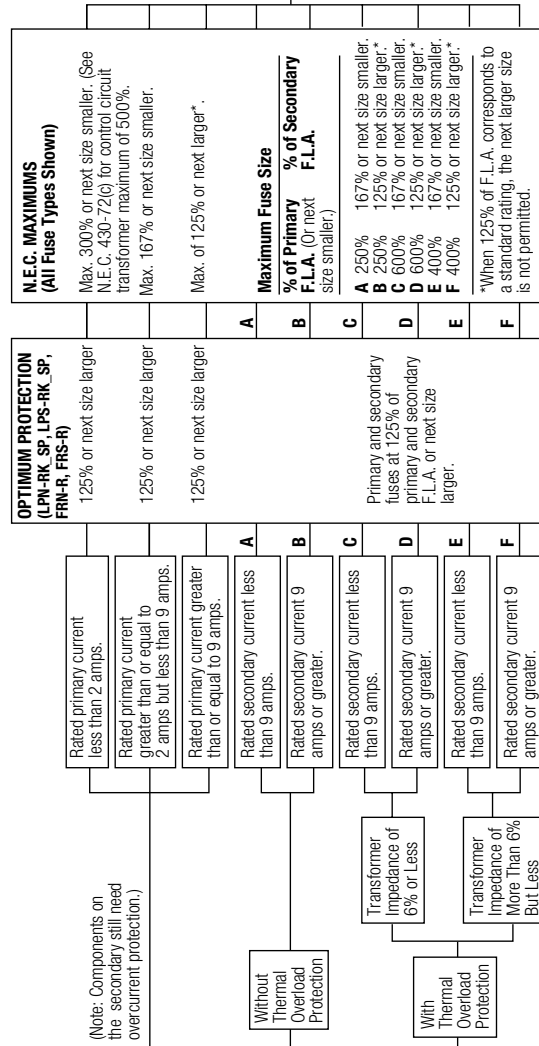 (Note: Components on
the secondary still need
overcurrent protection.)
Without
Thermal
Overload
Protection
With
Thermal
Overload
Protection
Transformer
Impedance of
6% or Less
Transformer
Impedance of
More Than 6%
But Less
Rated primary current
less than 2 amps.
Rated primary current
greater than or equal to
2 amps but less than 9 amps.
Rated primary current greater
than or equal to 9 amps.
Rated secondary current less
than 9 amps.
Rated secondary current 9
amps or greater.
Rated secondary current less
than 9 amps.
Rated secondary current 9
amps or greater.
Rated secondary current less
than 9 amps.
Rated secondary current 9
amps or greater.
A
B
C
D
E
F
OPTIMUM PROTECTION
(LPN-RK_SP, LPS-RK_SP,
FRN-R, FRS-R)
125% or next size larger
125% or next size larger
125% or next size larger
Primary and secondary
fuses at 125% of
primary and secondary
F.L.A. or next size
larger.
A
B
C
D
E
F
N.E.C. MAXIMUMS
(All Fuse Types Shown)
Max. 300% or next size smaller. (See
N.E.C. 430-72(c) for control circuit
transformer maximum of 500%.
Max. 167% or next size smaller.
Max. of 125% or next larger*.
Maximum Fuse Size
% of Primary % of Secondary
F.L.A. (Or next F.L.A.
size smaller.)
A 250% 167% or next size smaller.
B 250% 125% or next size larger.*
C 600% 167% or next size smaller.
D 600% 125% or next size larger.*
E 400% 167% or next size smaller.
F 400% 125% or next size larger.*
*When 125% of F.L.A. corresponds to
a standard rating, the next larger size
is not permitted.